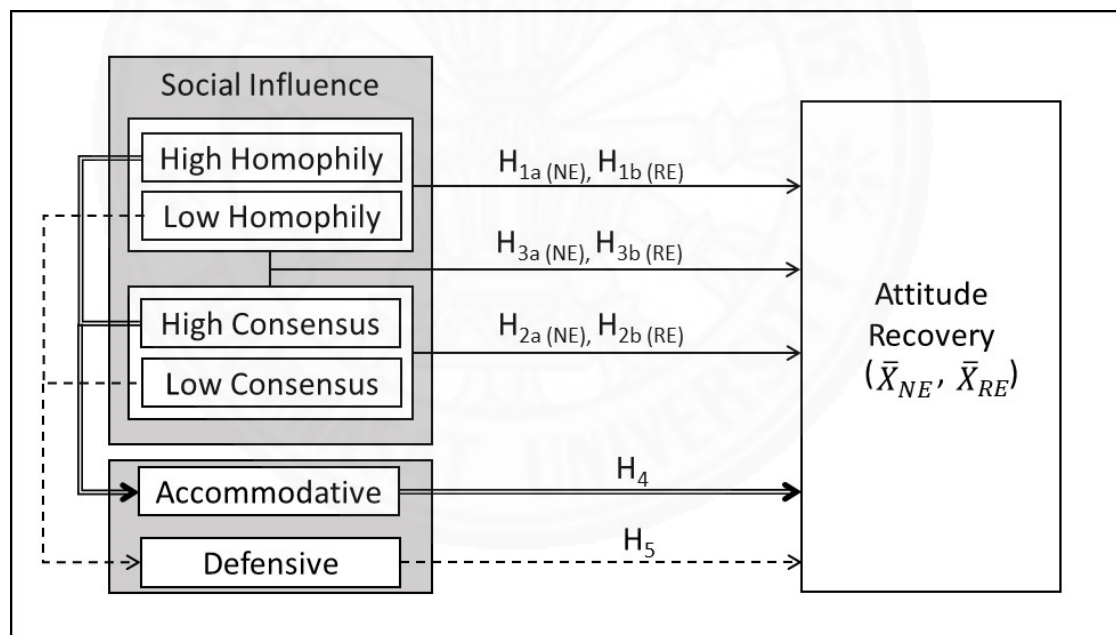 Social Influence
High Homophily
Low Homophily
High Consensus
Low Consensus
Accommodative
Defensive
H1a (NE), H1b (RE)
H3a (NE), H3b (RE)
H2a (NE), H2b (RE)
H4
H5
Attitude
Recovery
(X̄NE, X̄RE)
UNIVERSITY